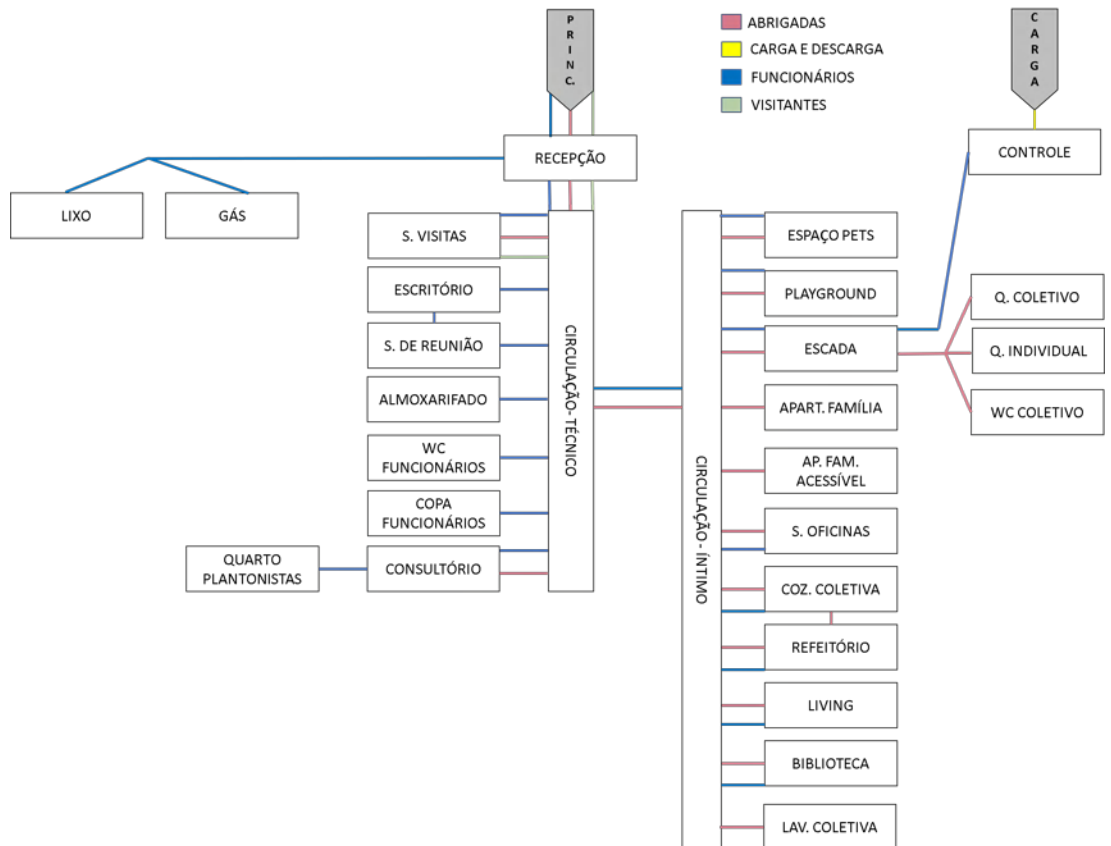 PRINC.
ABRIGADAS
CARGA E DESCARGA
FUNCIONÁRIOS
VISITANTES
CARGA
RECEPÇÃO
CONTROLE
LIXO
GÁS
S. VISITAS
ESCRITÓRIO
S. DE REUNIÃO
ALMOXARIFADO
WC
FUNCIONÁRIOS
COPA
FUNCIONÁRIOS
CONSULTÓRIO
QUARTO
PLANTONISTAS
CIRCULAÇÃO- TÉCNICO
CIRCULAÇÃO - ÍNTIMO
ESPAÇO PETS
PLAYGROUND
ESCADA
APART. FAMÍLIA
AP. FAM.
ACESSÍVEL
S. OFICINAS
COZ. COLETIVA
REFEITÓRIO
LIVING
BIBLIOTECA
LAV. COLETIVA
Q. COLETIVO
Q. INDIVIDUAL
WC COLETIVO